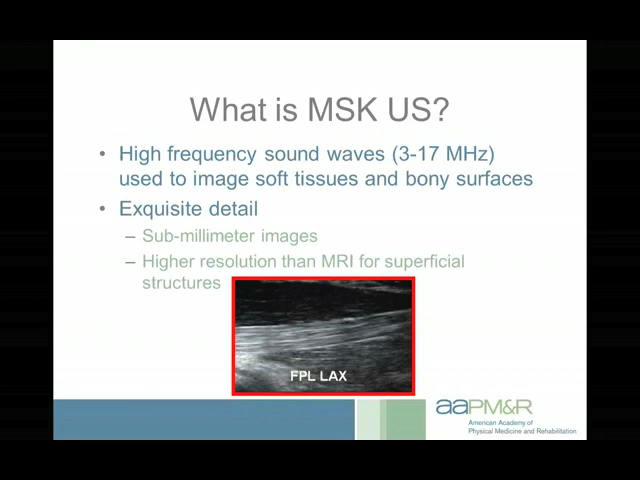 What is MSK US?
• High frequency sound waves (3-17 MHz)
used to image soft tissues and bony surfaces
• Exquisite detail
– Sub-millimeter images
– Higher resolution than MRI for superficial
structures
FPL LAX
aaPM&R
American Academy of
Physical Medicine and Rehabilitation